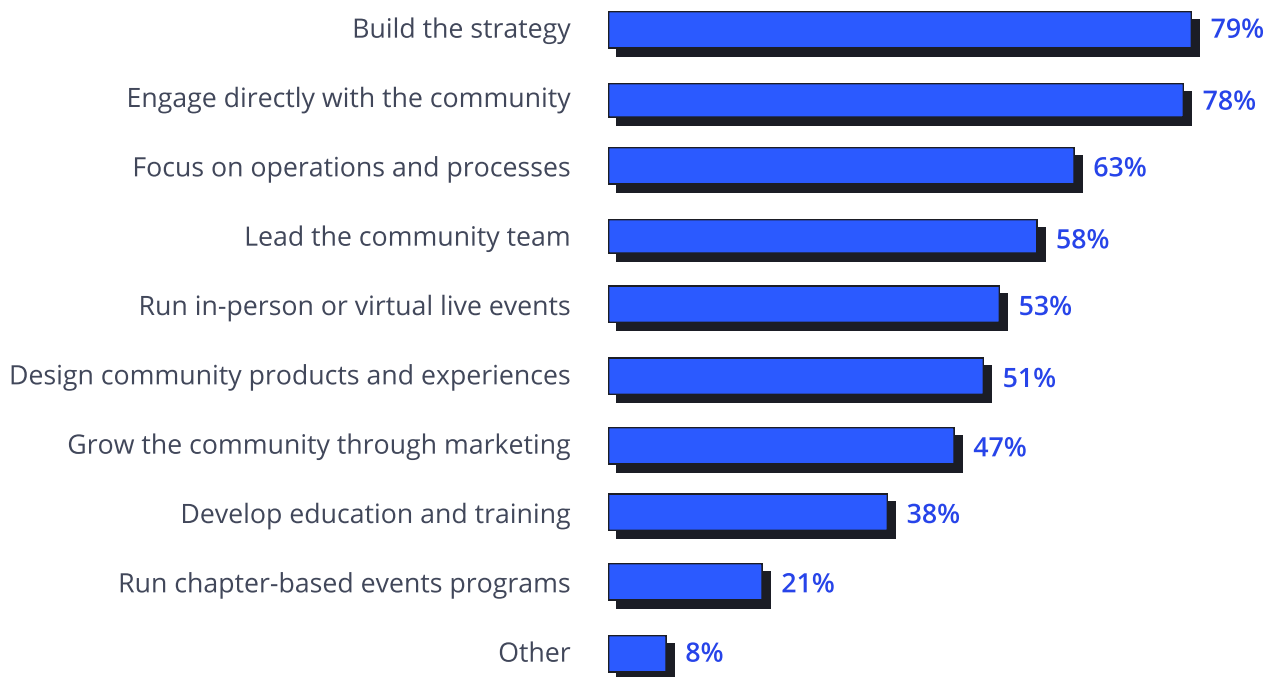 Build the strategy 79%
Engage directly with the community 78%
Focus on operations and processes 63%
Lead the community team 58%
Run in-person or virtual live events 53%
Design community products and experiences 51%
Grow the community through marketing 47%
Develop education and training 38%
Run chapter-based events programs 21%
Other 8%